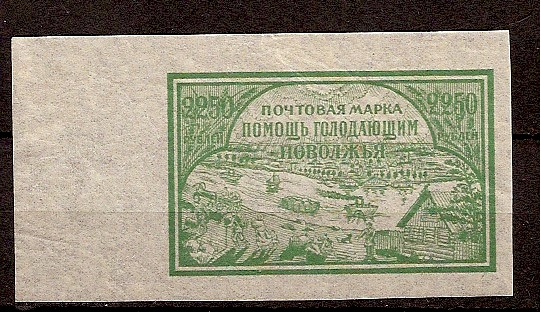 2250 2250
РУБЛЕЙ РУБЛЕЙ
ПОЧТОВАЯ МАРКА
ПОМОЩЬ ГОЛОДАЮЩИМ
ПОВОЛЖЬЯ